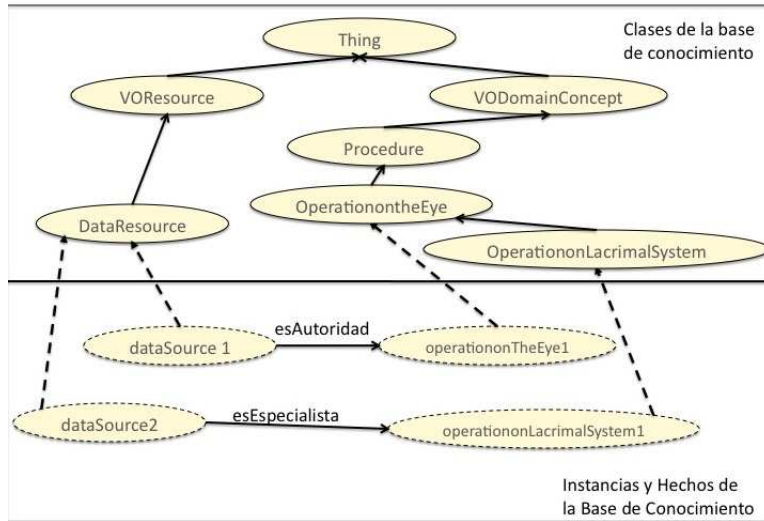 Clases de la base
de conocimiento
Thing
VOResource
VODomainConcept
Procedure
OperationontheEye
DataResource
OperationonLacrimalSystem
esAutoridad
dataSource 1
operationonTheEye1
esEspecialista
dataSource2
operationonLacrimalSystem1
Instancias y Hechos de
la Base de Conocimiento